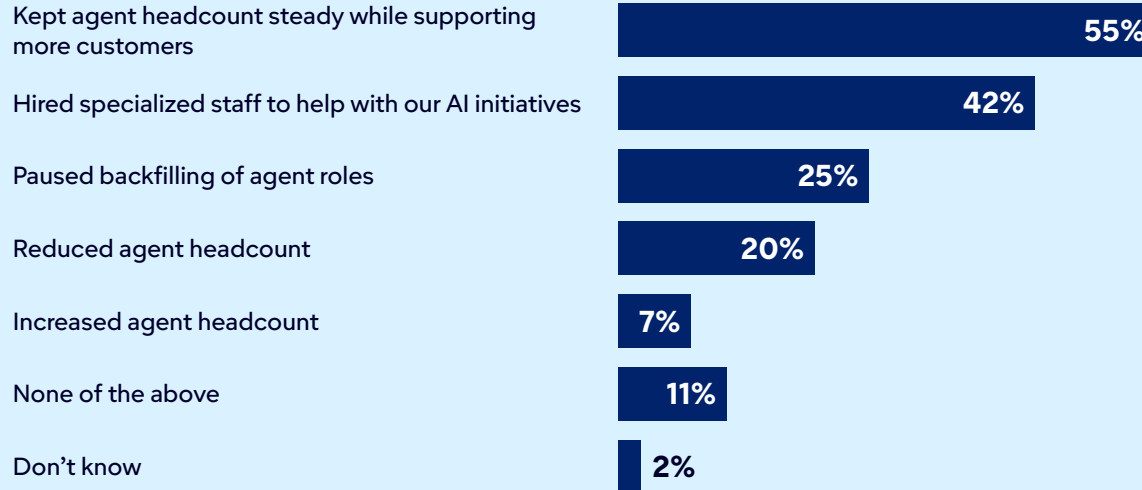 Kept agent headcount steady while supporting
more customers
55%
Hired specialized staff to help with our AI initiatives
42%
Paused backfilling of agent roles
25%
Reduced agent headcount
20%
Increased agent headcount
7%
None of the above
11%
Don’t know
2%